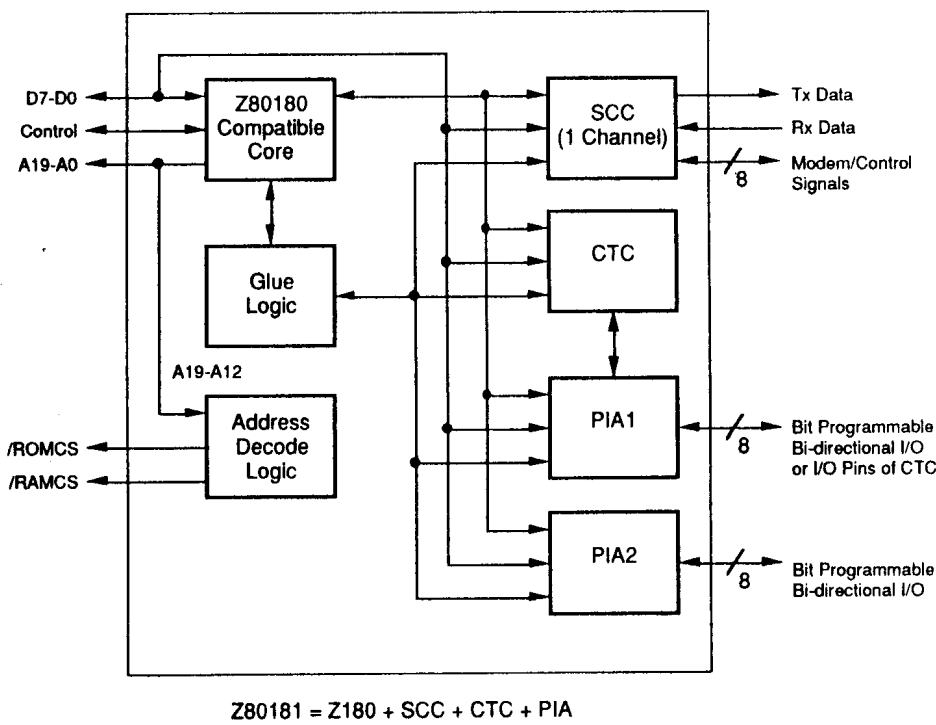 D7-D0
Control
A19-A0
Z80180
Compatible
Core
SCC
(1 Channel)
Tx Data
Rx Data
8
Modem/Control
Signals
Glue
Logic
CTC
A19-A12
Address
Decode
Logic
/ROMCS
/RAMCS
PIA1
8
Bit Programmable
Bi-directional I/O
or I/O Pins of CTC
PIA2
8
Bit Programmable
Bi-directional I/O
Z80181 = Z180 + SCC + CTC + PIA